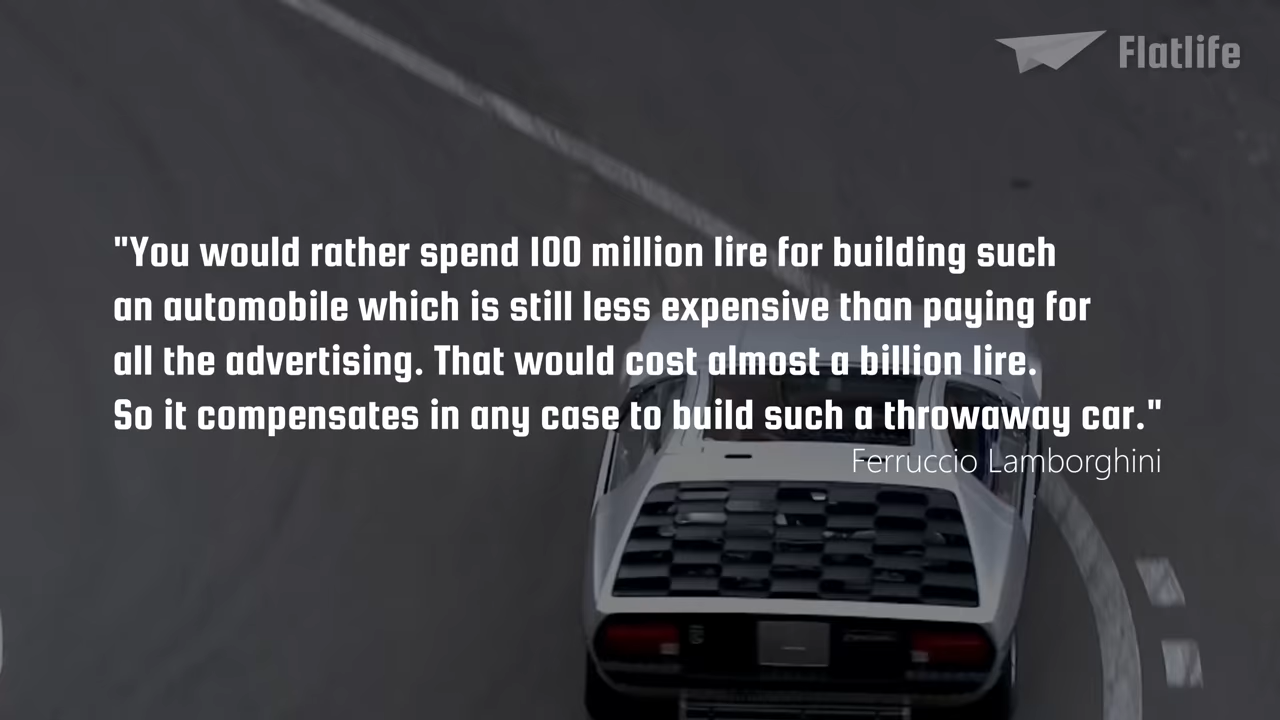 Flatlife
"You would rather spend 100 million lire for building such
an automobile which is still less expensive than paying for
all the advertising. That would cost almost a billion lire.
So it compensates in any case to build such a throwaway car."
Ferruccio Lamborghini